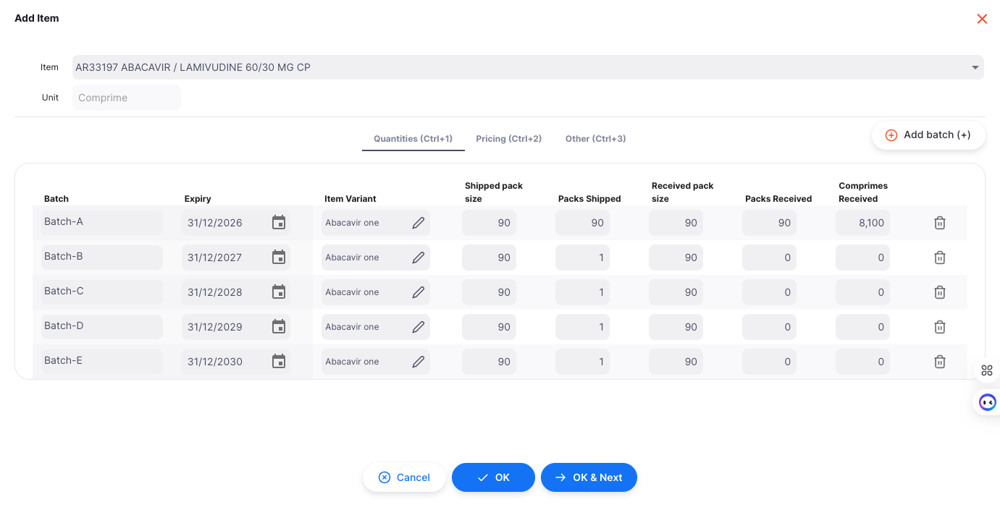 Add Item
Item AR33197 ABACAVIR / LAMIVUDINE 60/30 MG CP
Unit Comprime
Quantities (Ctrl+1) Pricing (Ctrl+2) Other (Ctrl+3) Add batch (+)
Batch Expiry Item Variant Shipped pack size Packs Shipped Received pack size Packs Received Comprimes Received
Batch-A 31/12/2026 Abacavir one 90 90 90 90 8,100
Batch-B 31/12/2027 Abacavir one 90 1 90 0 0
Batch-C 31/12/2028 Abacavir one 90 1 90 0 0
Batch-D 31/12/2029 Abacavir one 90 1 90 0 0
Batch-E 31/12/2030 Abacavir one 90 1 90 0 0
Cancel OK OK & Next